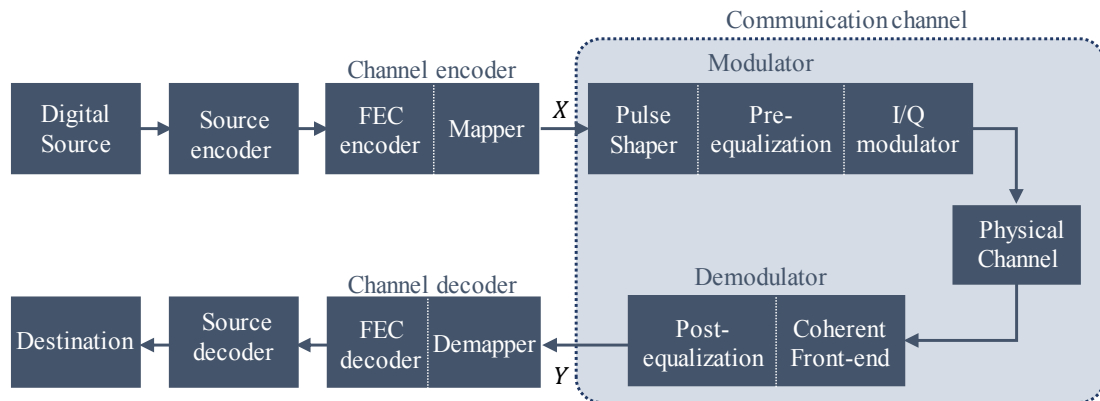 Communication channel
Channel encoder
Modulator
Digital
Source
Source
encoder
FEC
encoder
Mapper
X
Pulse
Shaper
Pre-
equalization
I/Q
modulator
Physical
Channel
Channel decoder
Demodulator
Destination
Source
decoder
FEC
decoder
Demapper
Y
Post-
equalization
Coherent
Front-end